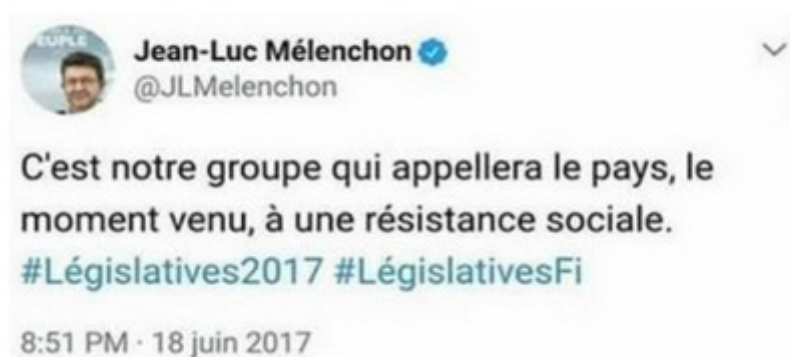 EUPLE
Jean-Luc Mélenchon
@JLMelenchon
C'est notre groupe qui appellera le pays, le
moment venu, à une résistance sociale.
#Législatives2017 #LégislativesFi
8:51 PM · 18 juin 2017